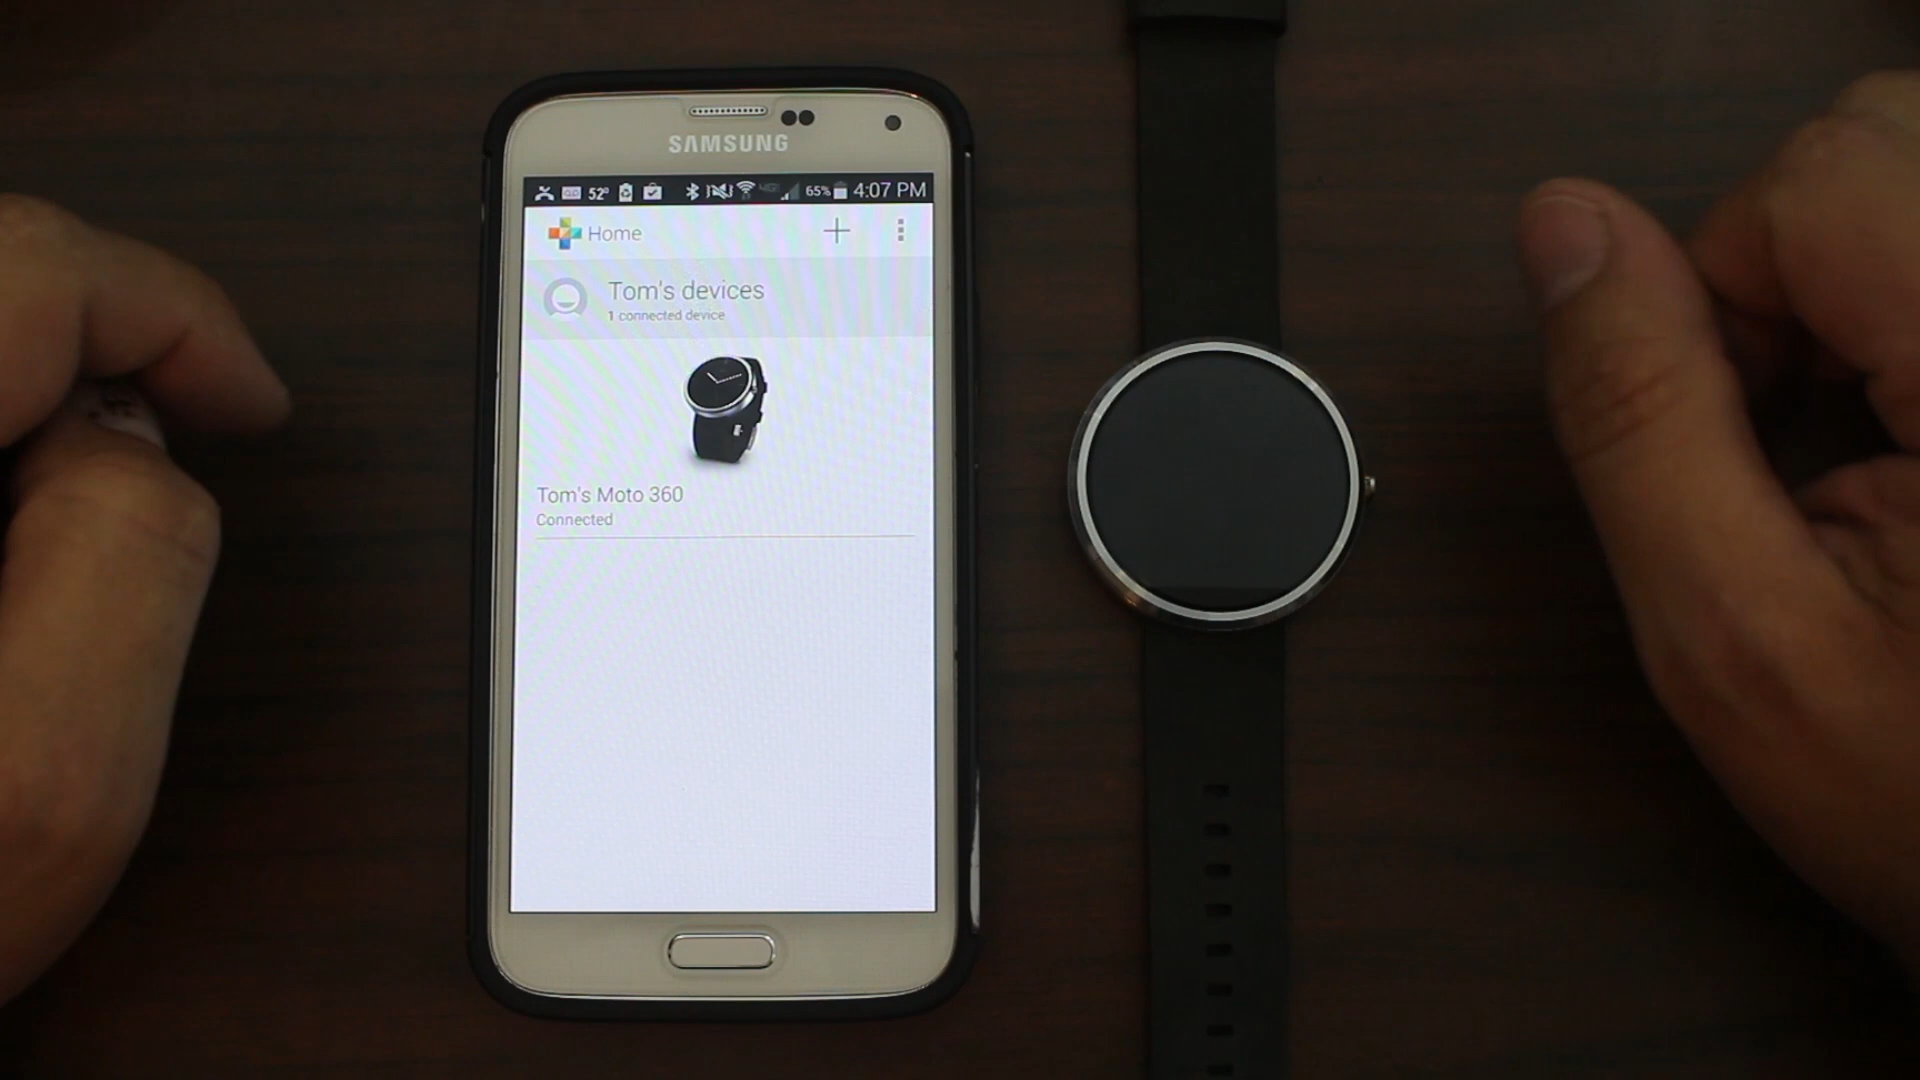 SAMSUNG
52° 65% 4:07 PM
Home
Tom's devices
1 connected device
Tom's Moto 360
Connected